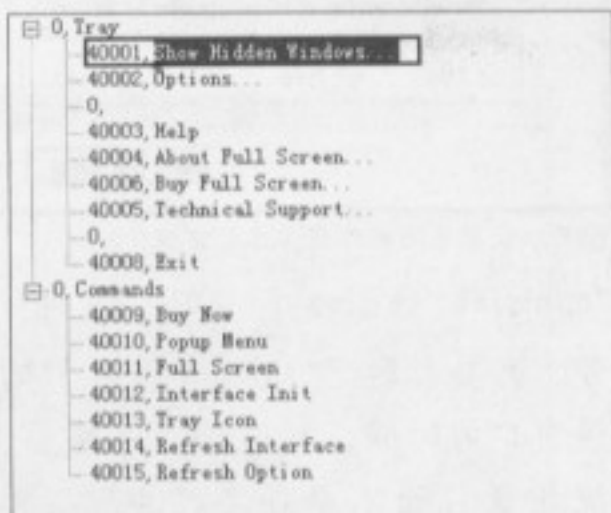 0, Tray
40001, Show Hidden Windows...
40002, Options...
0,
40003, Help
40004, About Full Screen...
40006, Buy Full Screen...
40005, Technical Support...
0,
40008, Exit
0, Commands
40009, Buy Now
40010, Popup Menu
40011, Full Screen
40012, Interface Init
40013, Tray Icon
40014, Refresh Interface
40015, Refresh Option